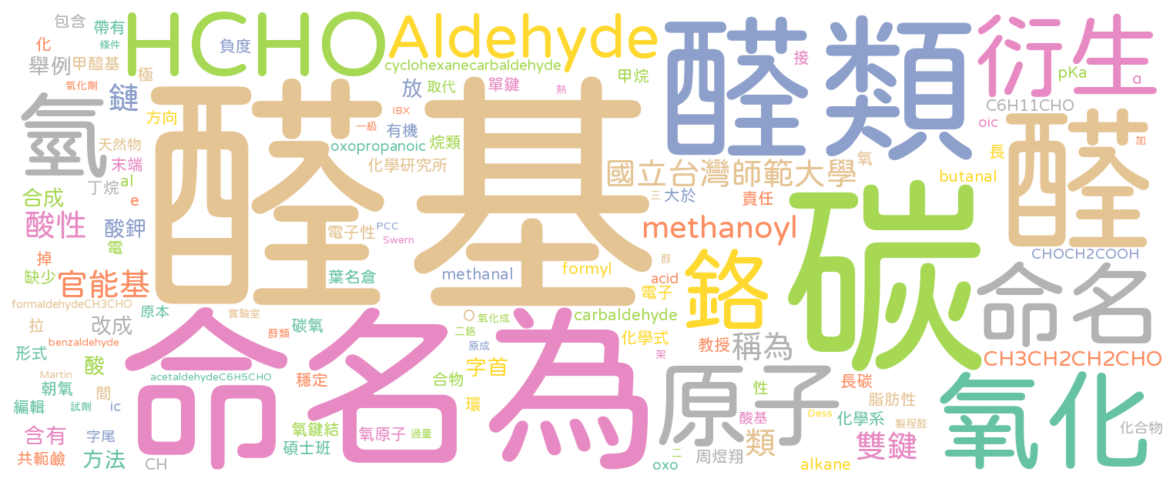 包含
帶有
HCHO
Aldehyde
醛類
衍生
化
條件
負度
接
舉例
甲醯基
極
cyclohexanecarbaldehyde
甲烷
pKa
α
氧化劑
鏈
放
取代
單鍵
熱
C6H11CHO
氫
方向
IBX
一級
有機
oxopropanoic
烷類
oic
醛
加
天然物
末端
醛基
化學研究所
國立台灣師範大學
氧
長
丁烷
al
e
butanal
合成
三
大於
責任
碳
酸性
酸鉀
電
電子性
PCC
Swern
methanoyl
醇
CHOCH2COOH
掉
缺少
官能基
葉名倉
methanal
formyl
acid
電子
鉻
命名
formaldehydeCH3CHO
原本
實驗室
O
氧化成
carbaldehyde
拉
改成
醇類
碳氧
二鉻
化學式
benzaldehyde
命名為
原成
架
教授
稱為
形式
酸
字首
CH3CH2CH2CHO
Martin
acetaldehydeC6H5CHO
朝氧
間
穩定
合物
原子
性
長碳
氧化
編輯
試劑
ic
環
脂肪性
含有
字尾
氧鍵結
氧原子
過量
酸基
Dess
化學系
製程醛
化合物
共軛鹼
方法
CH
碩士班
二
類
雙鍵
oxo
周煜翔
alkane